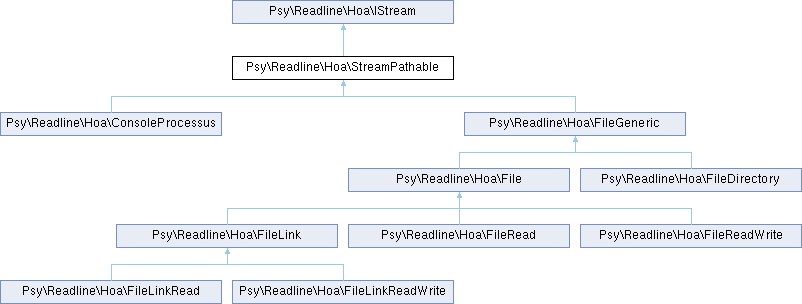 Psy\Readline\Hoa\IStream
Psy\Readline\Hoa\StreamPathable
Psy\Readline\Hoa\ConsoleProcessus
Psy\Readline\Hoa\FileGeneric
Psy\Readline\Hoa\File
Psy\Readline\Hoa\FileDirectory
Psy\Readline\Hoa\FileLink
Psy\Readline\Hoa\FileRead
Psy\Readline\Hoa\FileReadWrite
Psy\Readline\Hoa\FileLinkRead
Psy\Readline\Hoa\FileLinkReadWrite